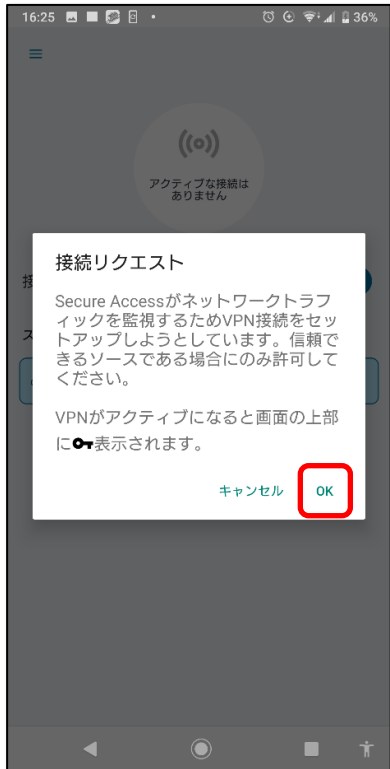 16:25
36%
アクティブな接続は
ありません
接
ス
接続リクエスト
Secure Accessがネットワークトラフ
ィックを監視するためVPN接続をセッ
トアップしようとしています。信頼で
きるソースである場合にのみ許可して
ください。
VPNがアクティブになると画面の上部
に表示されます。
キャンセル OK